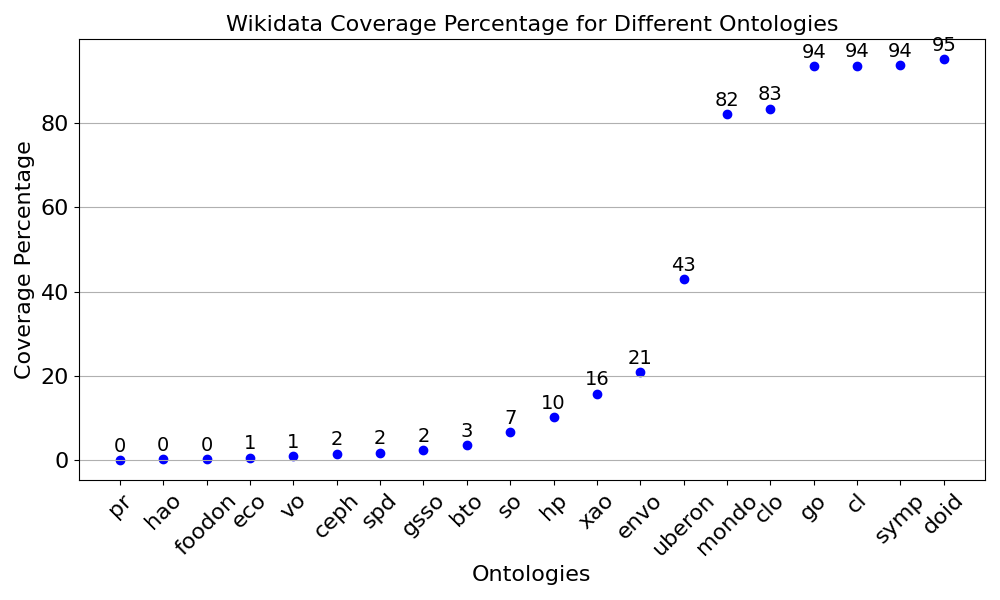 Wikidata Coverage Percentage for Different Ontologies
Coverage Percentage
80
60
40
20
0
0 0 0 1 1 2 2 2 3 7 10 16 21 43 82 83 94 94 94 95
pr hao foodon eco vo ceph spd gsso bto so hp xao envo uberon mondo clo go cl symp doid
Ontologies